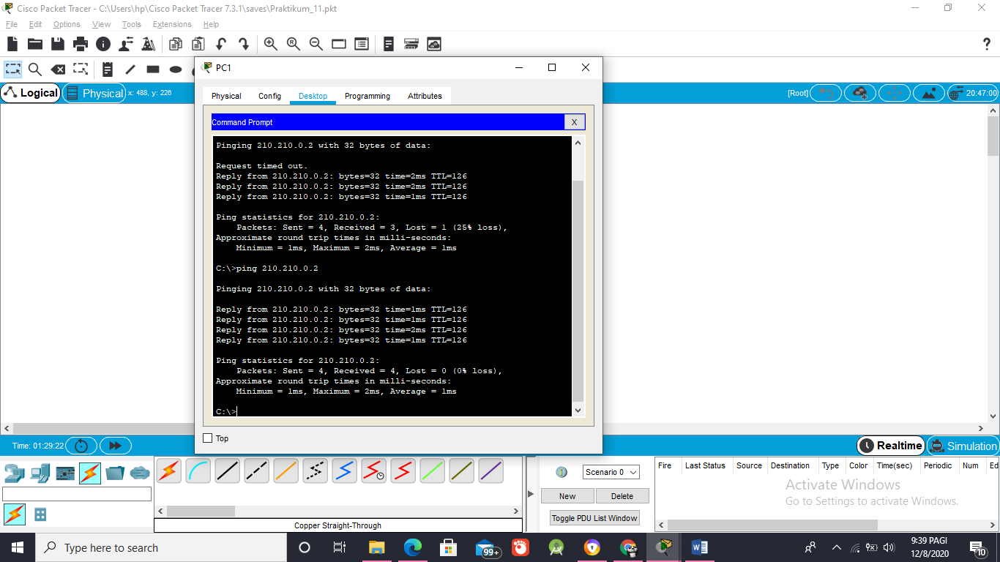 Cisco Packet Tracer - C:\Users\hp\Cisco Packet Tracer 7.3.1\saves\Praktikum_11.pkt
File Edit Options View Tools Extensions Help
?
PC1
Logical Physical x: 488, y: 226
[Root] 20:47:00
Physical Config Desktop Programming Attributes
Command Prompt X
Pinging 210.210.0.2 with 32 bytes of data:
Request timed out.
Reply from 210.210.0.2: bytes=32 time=2ms TTL=126
Reply from 210.210.0.2: bytes=32 time=2ms TTL=126
Reply from 210.210.0.2: bytes=32 time=1ms TTL=126
Ping statistics for 210.210.0.2:
Packets: Sent = 4, Received = 3, Lost = 1 (25% loss),
Approximate round trip times in milli-seconds:
Minimum = 1ms, Maximum = 2ms, Average = 1ms
C:\>ping 210.210.0.2
Pinging 210.210.0.2 with 32 bytes of data:
Reply from 210.210.0.2: bytes=32 time=1ms TTL=126
Reply from 210.210.0.2: bytes=32 time=1ms TTL=126
Reply from 210.210.0.2: bytes=32 time=2ms TTL=126
Reply from 210.210.0.2: bytes=32 time=1ms TTL=126
Ping statistics for 210.210.0.2:
Packets: Sent = 4, Received = 4, Lost = 0 (0% loss),
Approximate round trip times in milli-seconds:
Minimum = 1ms, Maximum = 2ms, Average = 1ms
C:\>
Top
Time: 01:29:22
Realtime Simulation
Scenario 0
New Delete
Toggle PDU List Window
Fire Last Status Source Destination Type Color Time(sec) Periodic Num Ed
Copper Straight-Through
Activate Windows
Go to Settings to activate Windows.
Type here to search
99+
9:39 PAGI
12/8/2020
10